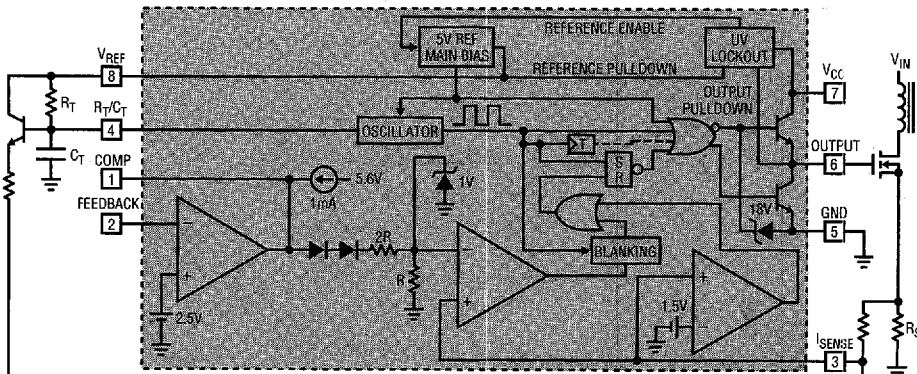 REFERENCE ENABLE
5V REF
MAIN BIAS
UV
LOCKOUT
VREF
8
REFERENCE PULLDOWN
VCC
7
VIN
RT
RT/CT
4
OSCILLATOR
OUTPUT
PULLDOWN
T
OUTPUT
6
CT
COMP
1
5.6V
1mA
1V
S
R
FEEDBACK
2
18V
GND
5
2R
R
BLANKING
2.5V
1.5V
ISENSE
3
RS